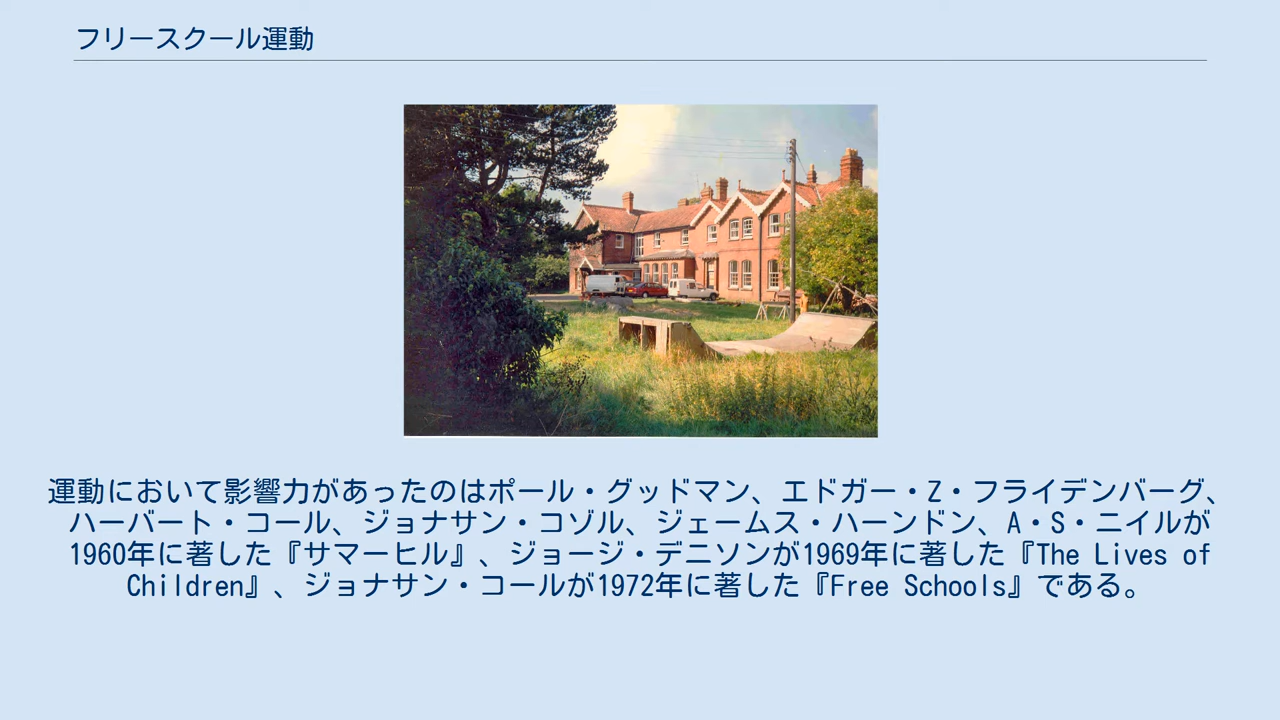 フリースクール運動
運動において影響力があったのはポール・グッドマン、エドガー・Z・フライデンバーグ、
ハーバート・コール、ジョナサン・コゾル、ジェームス・ハーンドン、A・S・ニイルが
1960年に著した『サマーヒル』、ジョージ・デニソンが1969年に著した『The Lives of
Children』、ジョナサン・コールが1972年に著した『Free Schools』である。